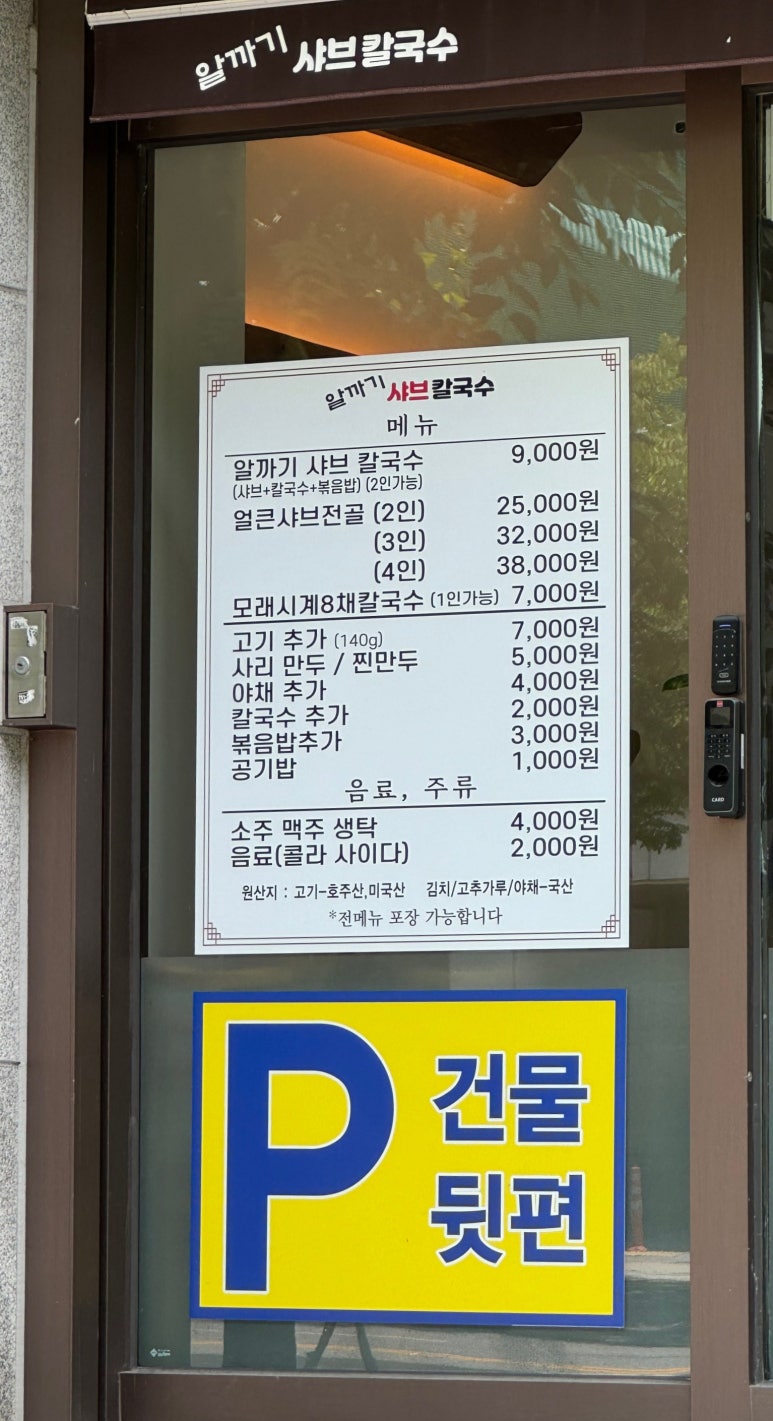 알까기 샤브칼국수
알까기 샤브칼국수
메뉴
알까기 샤브 칼국수 9,000원
(샤브+칼국수+볶음밥) (2인가능)
얼큰샤브전골 (2인) 25,000원
(3인) 32,000원
(4인) 38,000원
모래시계8채칼국수 (1인가능) 7,000원
고기 추가 (140g) 7,000원
사리 만두 / 찐만두 5,000원
야채 추가 4,000원
칼국수 추가 2,000원
볶음밥추가 3,000원
공기밥 1,000원
음료, 주류
소주 맥주 생탁 4,000원
음료(콜라 사이다) 2,000원
원산지 : 고기-호주산,미국산 김치/고추가루/야채-국산
*전메뉴 포장 가능합니다
P 건물
뒷편
CARD